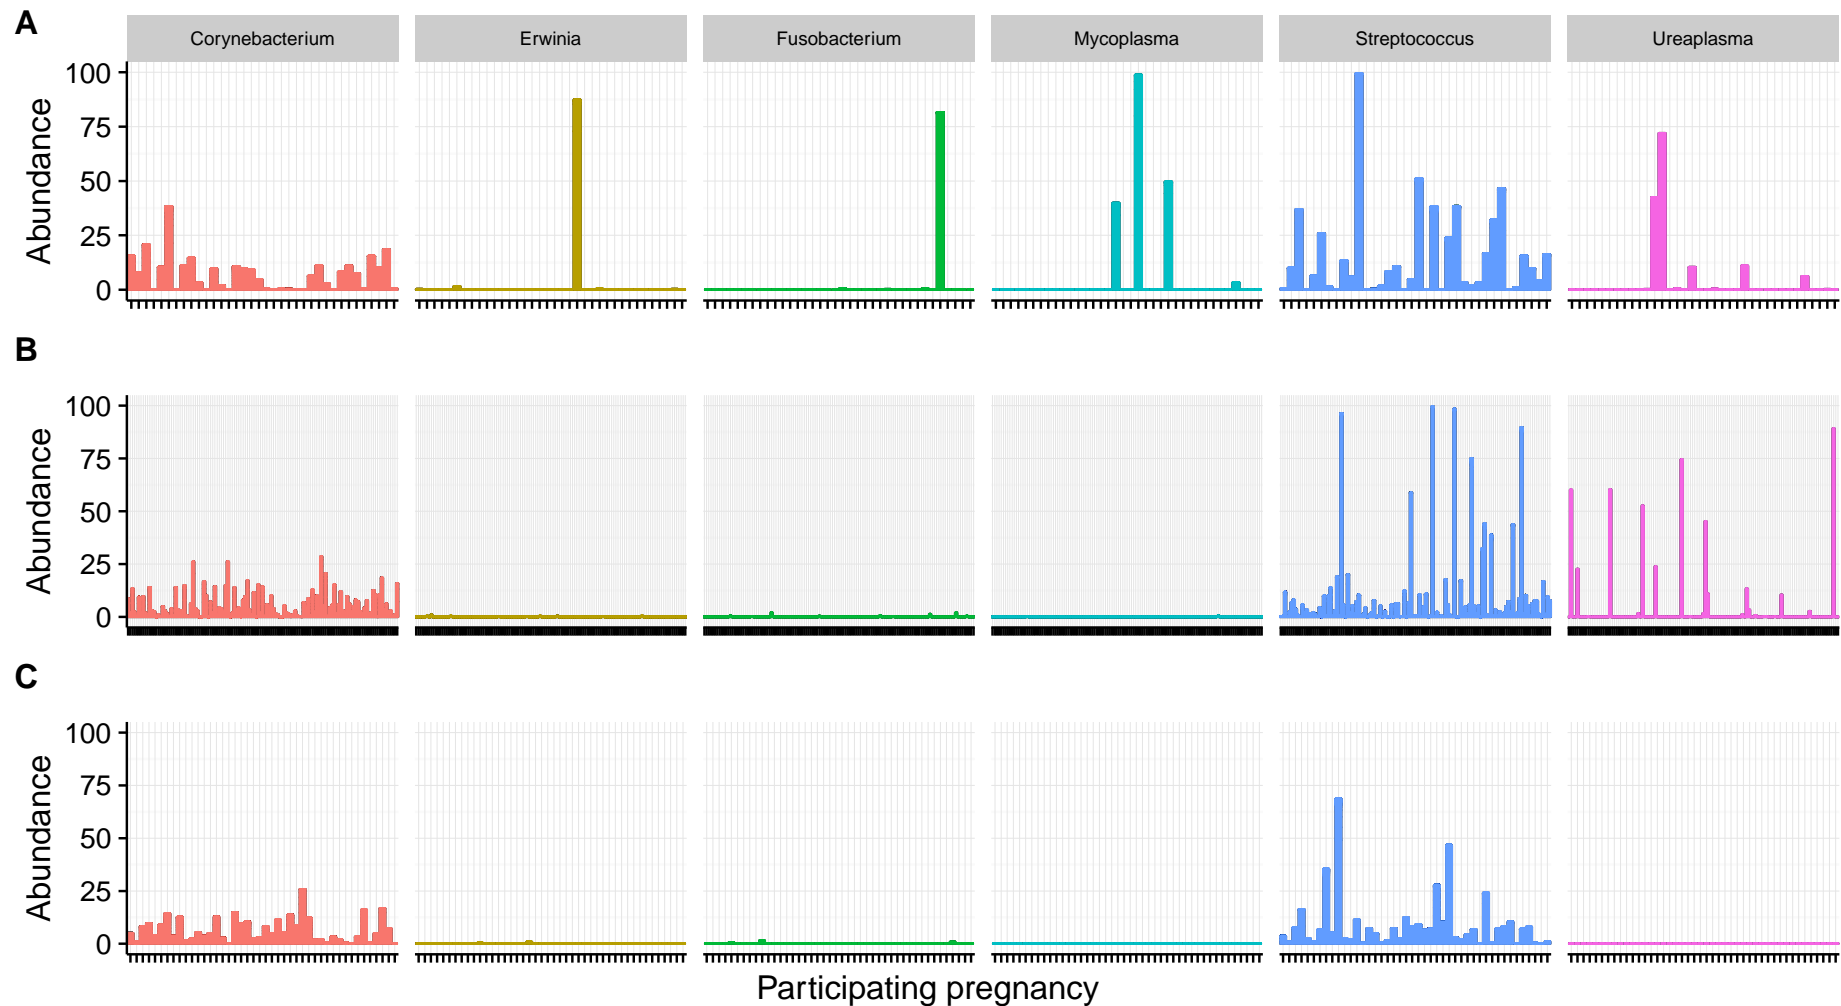 A
Corynebacterium Erwinia Fusobacterium Mycoplasma Streptococcus Ureaplasma
100
75
50
25
0
Abundance
B
100
75
50
25
0
Abundance
C
100
75
50
25
0
Abundance
Participating pregnancy